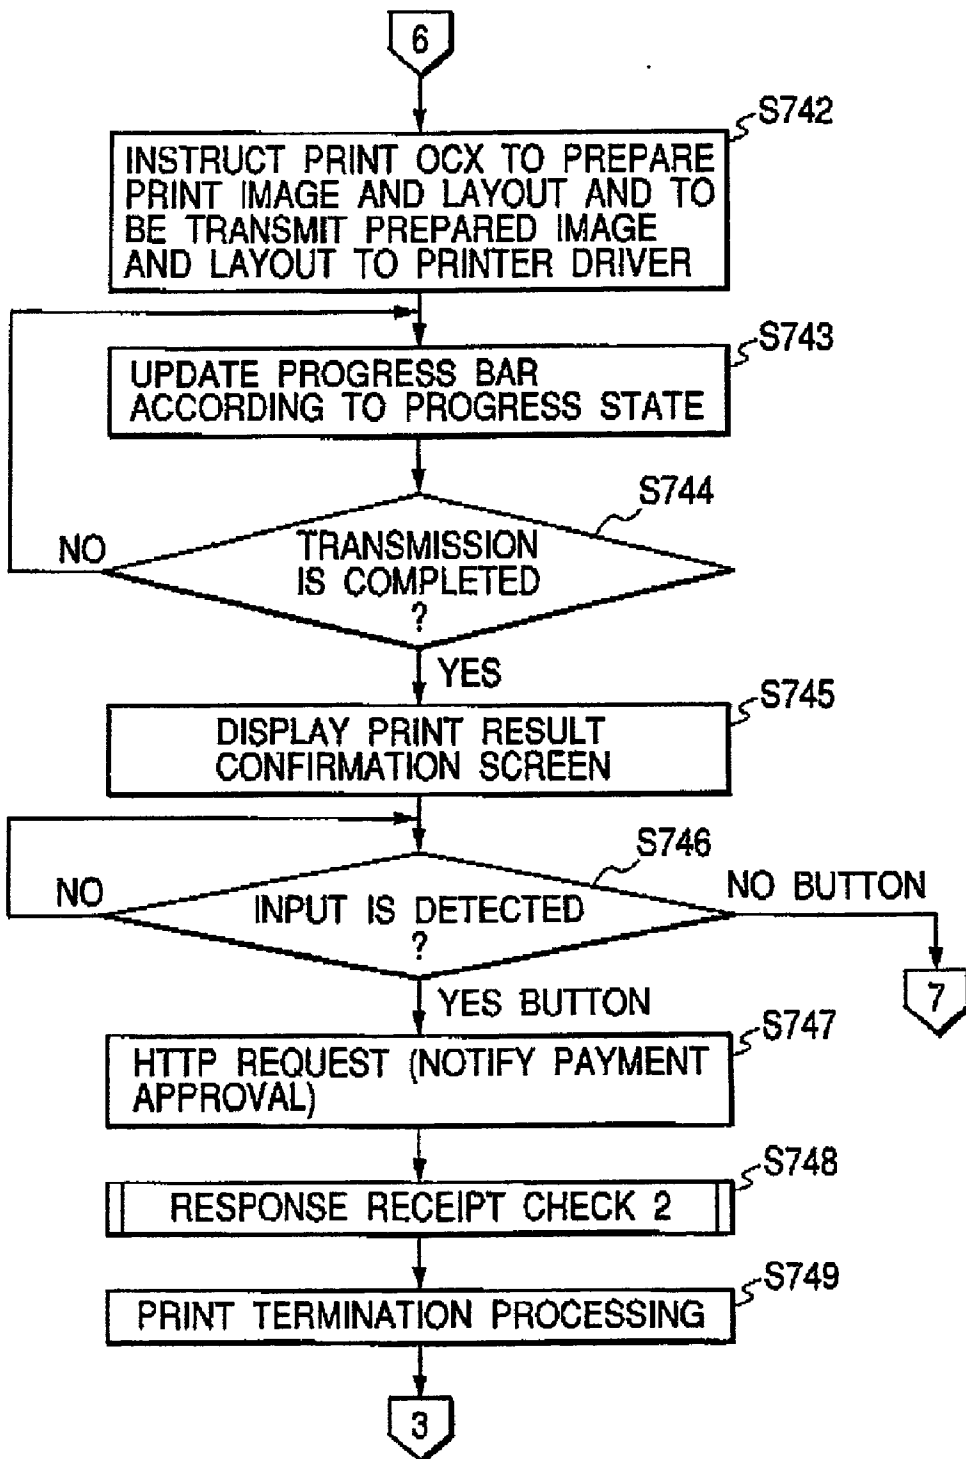 6
S742
INSTRUCT PRINT OCX TO PREPARE
PRINT IMAGE AND LAYOUT AND TO
BE TRANSMIT PREPARED IMAGE
AND LAYOUT TO PRINTER DRIVER
S743
UPDATE PROGRESS BAR
ACCORDING TO PROGRESS STATE
S744
NO
TRANSMISSION
IS COMPLETED
?
YES
S745
DISPLAY PRINT RESULT
CONFIRMATION SCREEN
S746
NO
INPUT IS DETECTED
?
NO BUTTON
7
YES BUTTON
S747
HTTP REQUEST (NOTIFY PAYMENT
APPROVAL)
S748
RESPONSE RECEIPT CHECK 2
S749
PRINT TERMINATION PROCESSING
3